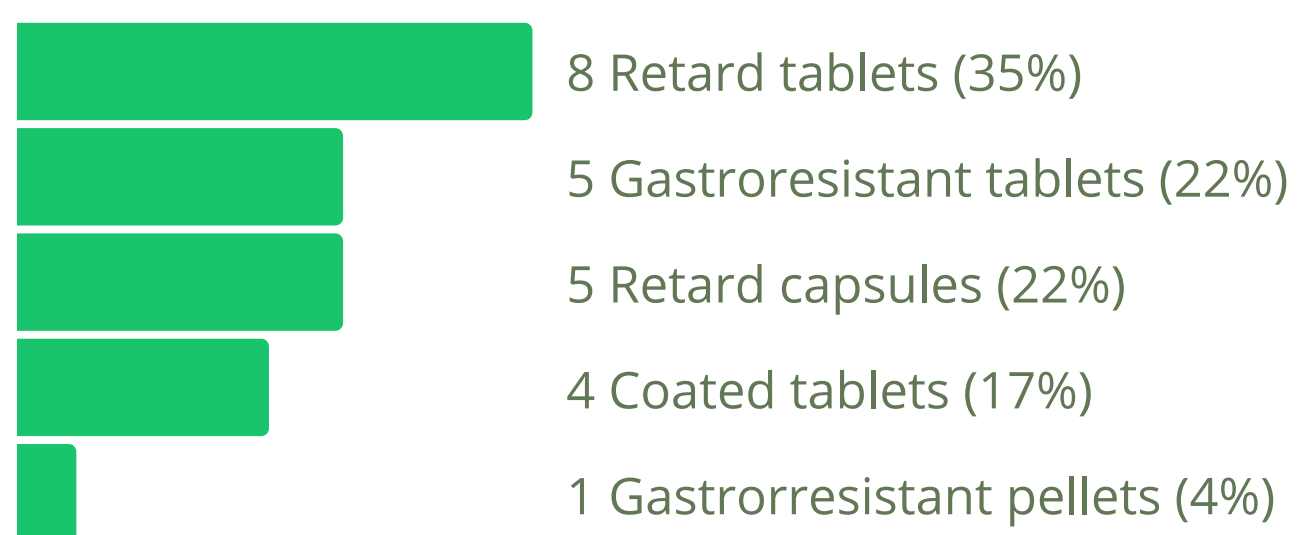 8 Retard tablets (35%)
5 Gastroresistant tablets (22%)
5 Retard capsules (22%)
4 Coated tablets (17%)
1 Gastrorresistant pellets (4%)